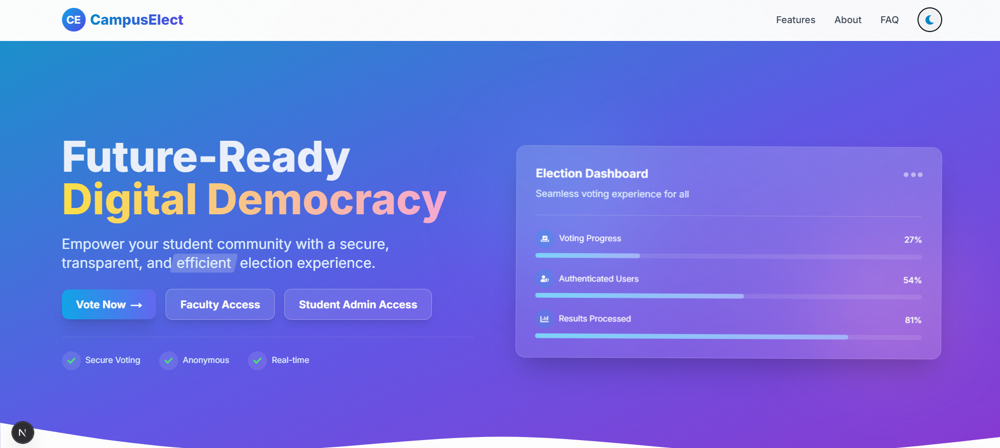 CE CampusElect
Features About FAQ
Future-Ready
Digital Democracy
Empower your student community with a secure,
transparent, and efficient election experience.
Vote Now →
Faculty Access
Student Admin Access
Secure Voting
Anonymous
Real-time
Election Dashboard
Seamless voting experience for all
Voting Progress 27%
Authenticated Users 54%
Results Processed 81%
N